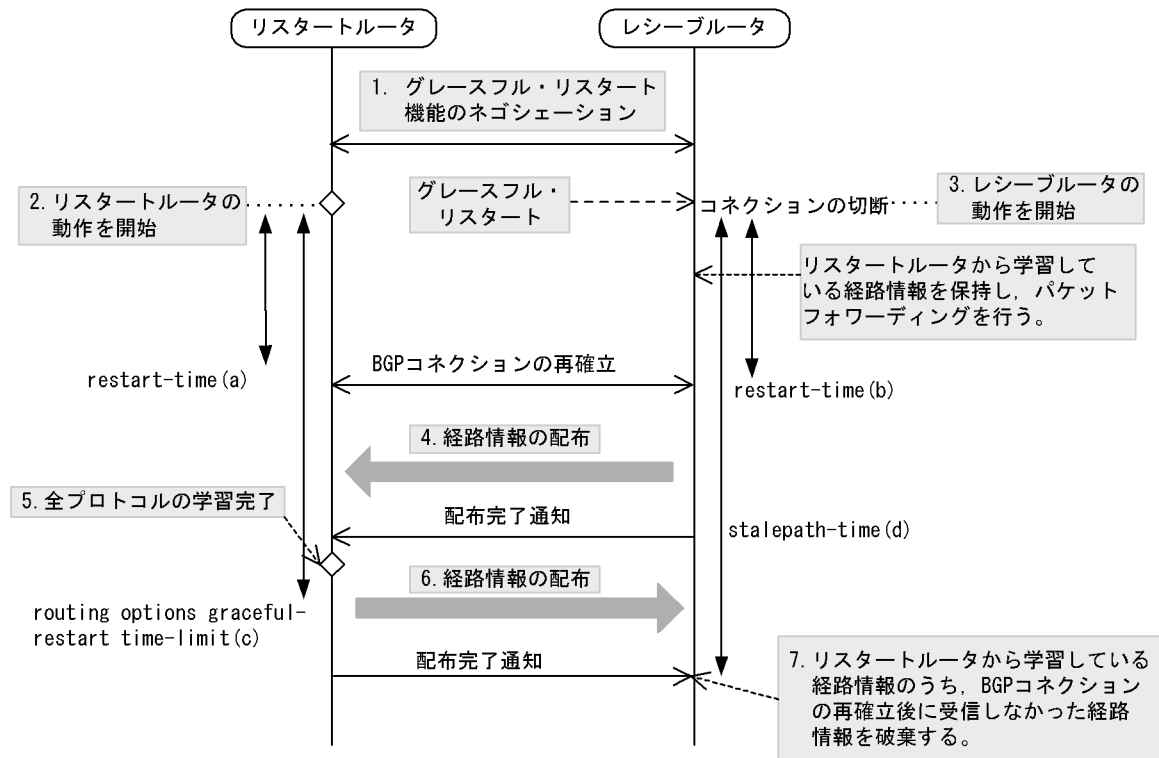 リスタートルータ
レシーブルータ
1. グレースフル・リスタート
機能のネゴシェーション
2. リスタートルータの
動作を開始
グレースフル・
リスタート
コネクションの切断
3. レシーブルータの
動作を開始
リスタートルータから学習して
いる経路情報を保持し，パケット
フォワーディングを行う。
restart-time(a)
BGPコネクションの再確立
restart-time(b)
4. 経路情報の配布
5. 全プロトコルの学習完了
配布完了通知
stalepath-time(d)
6. 経路情報の配布
routing options graceful-
restart time-limit(c)
配布完了通知
7. リスタートルータから学習している
経路情報のうち，BGPコネクション
の再確立後に受信しなかった経路
情報を破棄する。